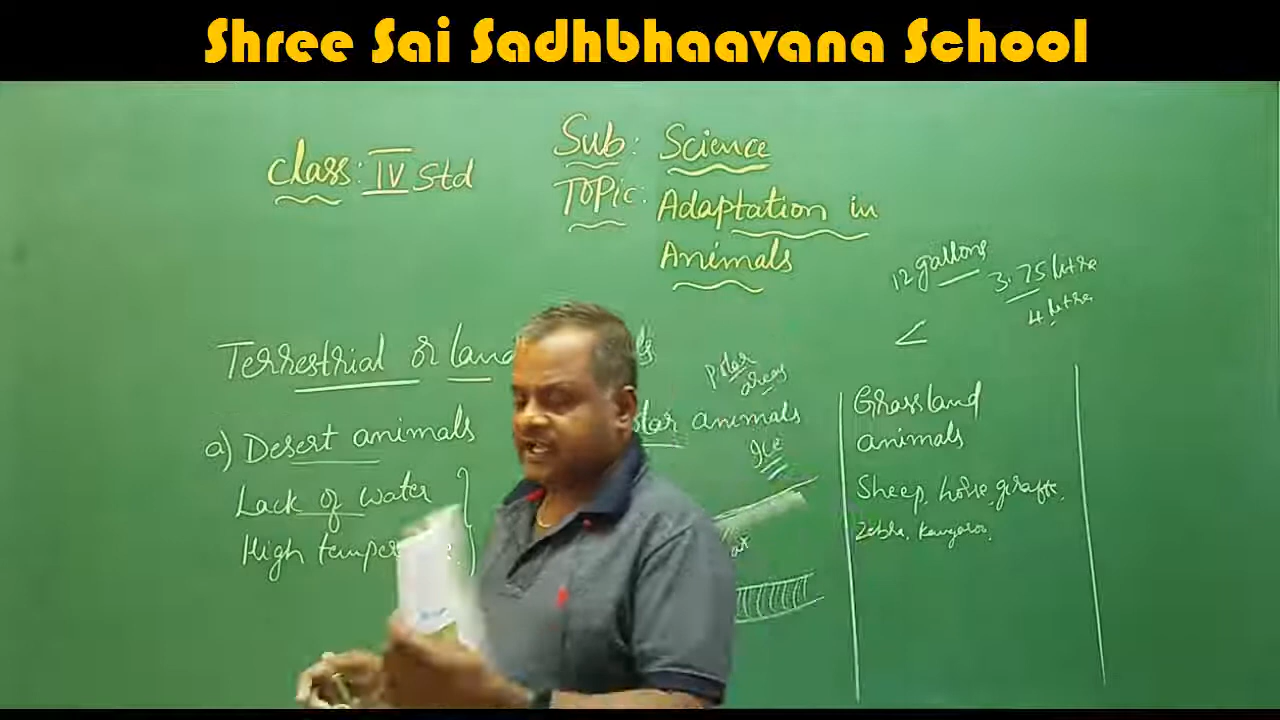 Shree Sai Sadhbhaavana School
Class: IV Std
Sub: Science
Topic: Adaptation in
Animals
12 gallons
3.75 litre
4 litre
<
Terrestrial or land
a) Desert animals
Lack of water
High temper
Polar
areas
animals
Ice
Grassland
animals
Sheep, horse, giraffe,
Zebra, Kangaroo,